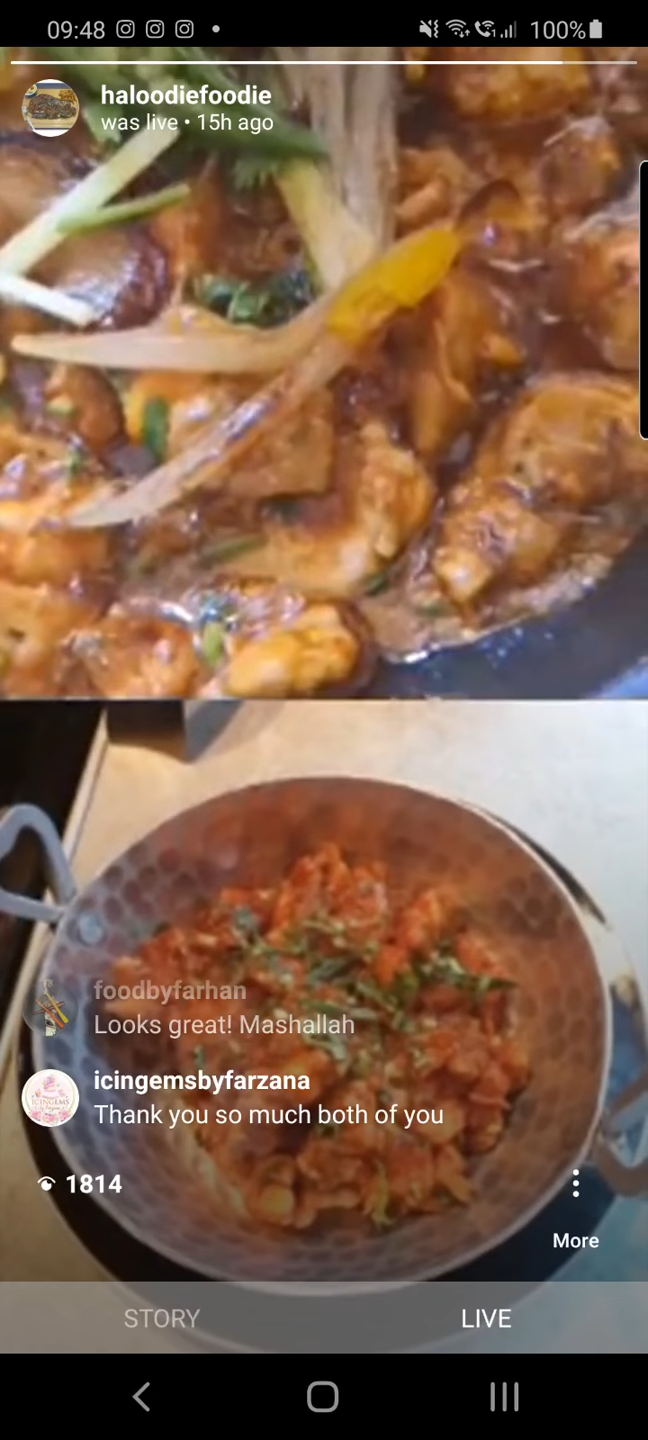 09:48
100%
haloodiefoodie
was live • 15h ago
foodbyfarhan
Looks great! Mashallah
icingemsbyfarzana
Thank you so much both of you
1814
More
STORY
LIVE